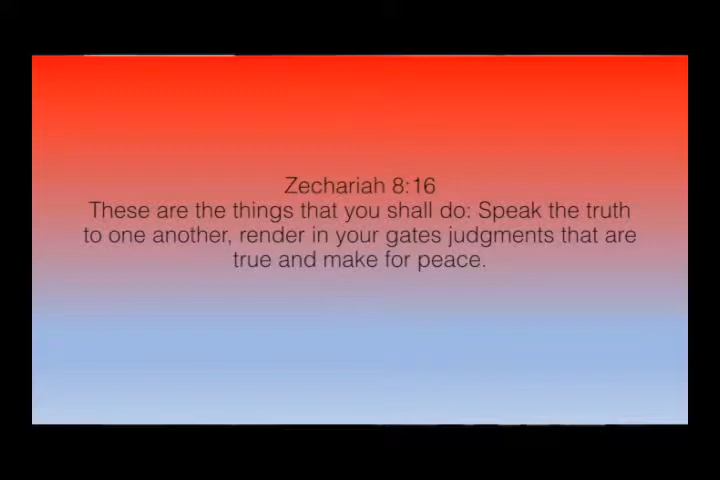 Zechariah 8:16
These are the things that you shall do: Speak the truth
to one another, render in your gates judgments that are
true and make for peace.